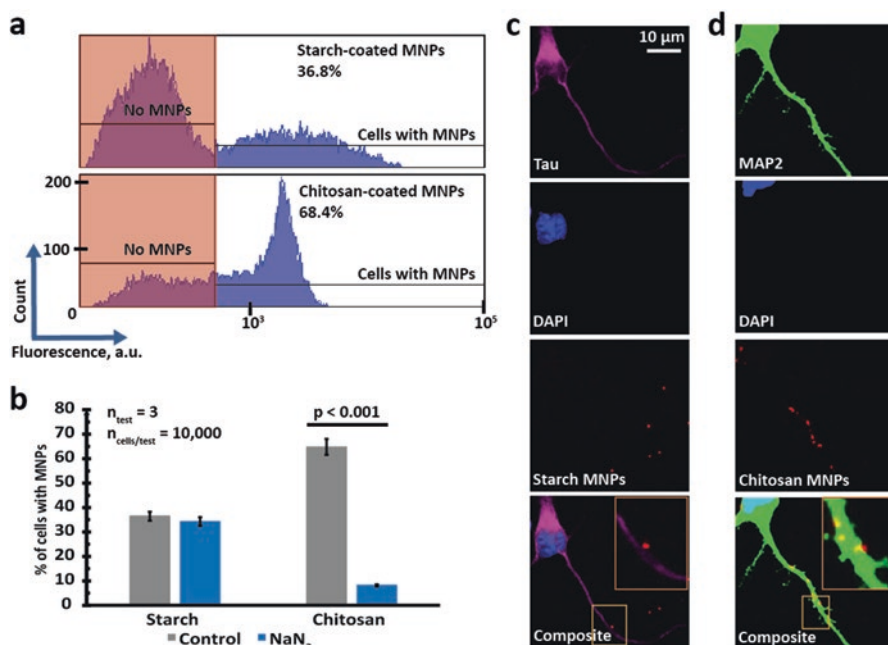 a
Starch-coated MNPs
36.8%
No MNPs
Cells with MNPs
200
Chitosan-coated MNPs
68.4%
100
No MNPs
Cells with MNPs
Count
0
10³
10⁵
Fluorescence, a.u.
b
80
70
60
50
40
30
20
10
0
% of cells with MNPs
n_test = 3
n_cells/test = 10,000
p < 0.001
Starch
Chitosan
Control
NaN₃
c
10 µm
Tau
DAPI
Starch MNPs
Composite
d
MAP2
DAPI
Chitosan MNPs
Composite